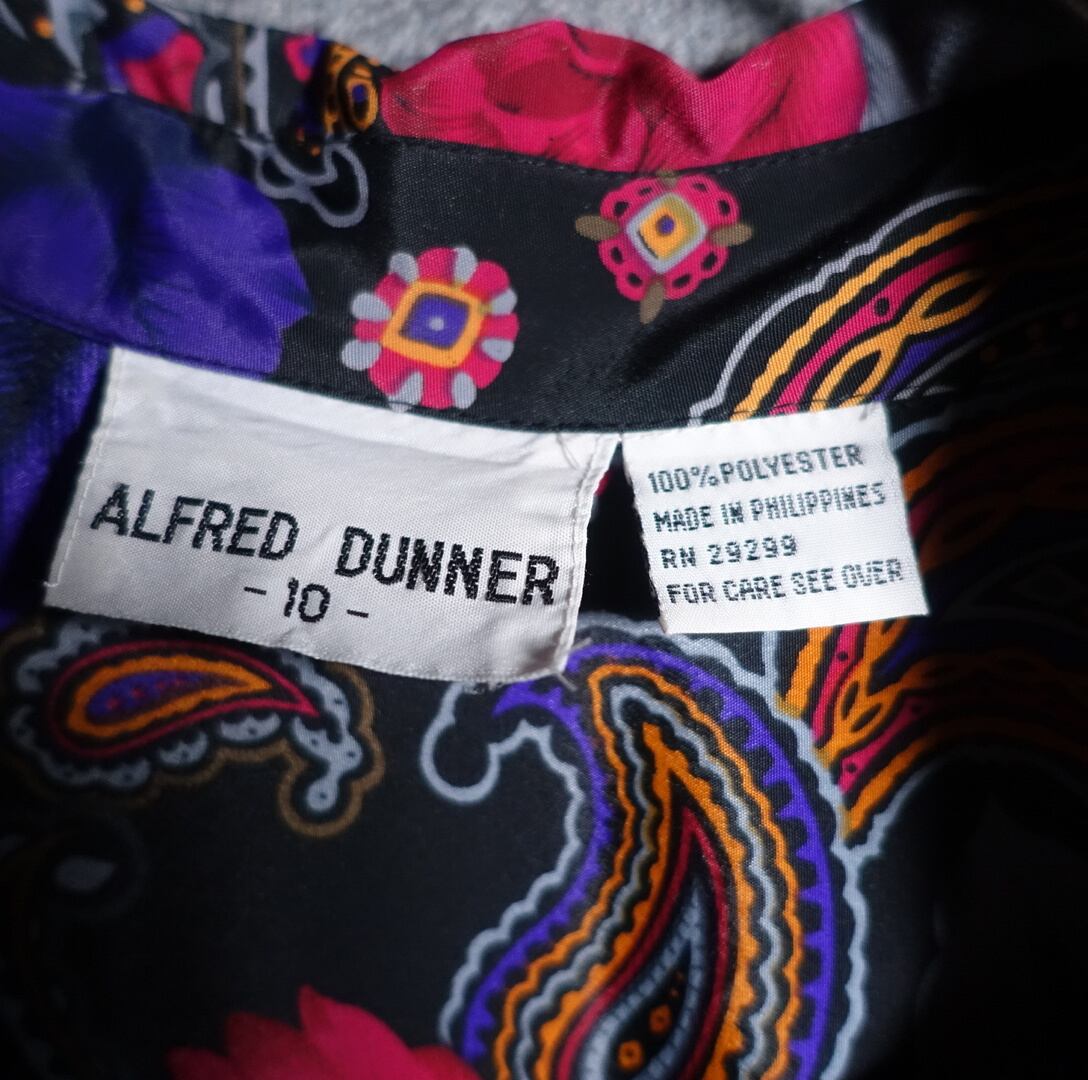 ALFRED DUNNER
- 10 -
100% POLYESTER
MADE IN PHILIPPINES
RN 29299
FOR CARE SEE OVER